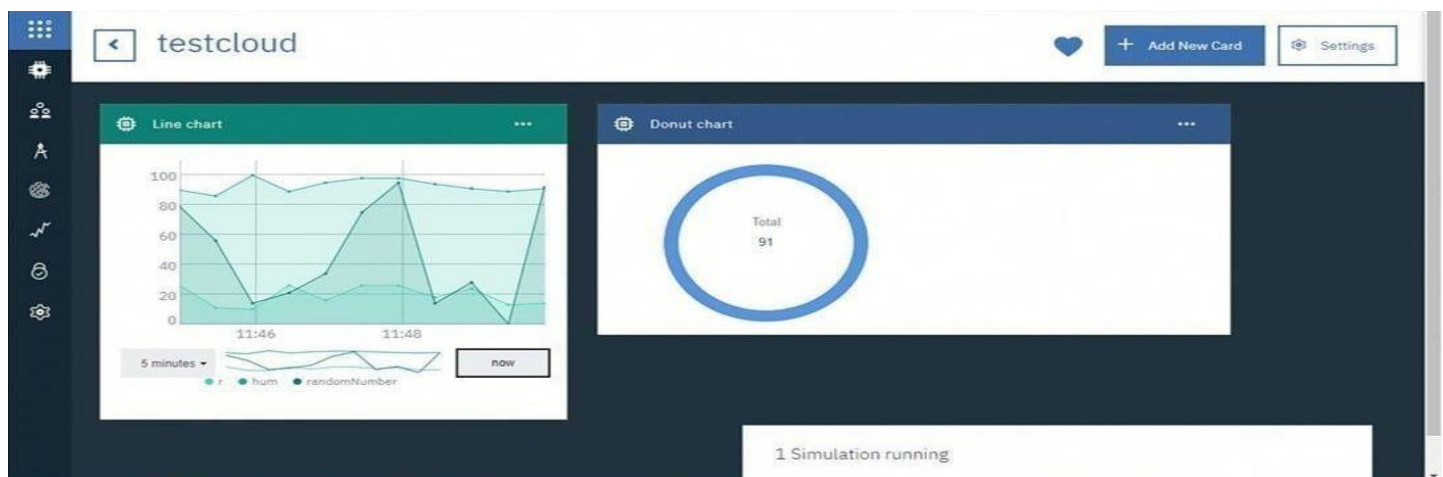 testcloud
+ Add New Card
Settings
Line chart
...
100
80
60
40
20
0
11:46
11:48
5 minutes
now
r
hum
randomNumber
Donut chart
...
Total
91
1 Simulation running